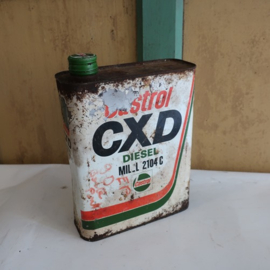 Castrol
CXD
DIESEL
MIL.L 2104 C